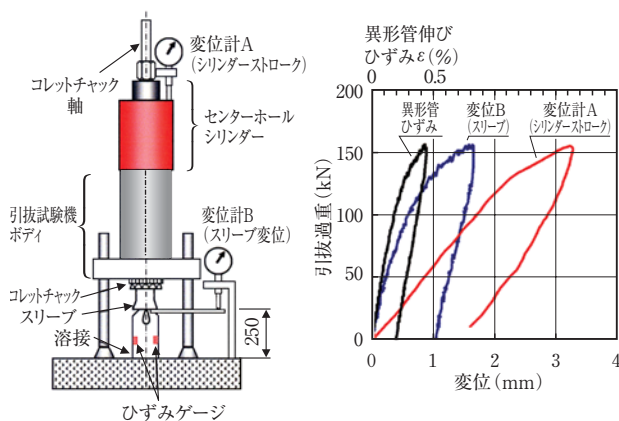 変位計A
(シリンダーストローク)
コレットチャック
軸
センターホール
シリンダー
引抜試験機
ボディ
変位計B
(スリーブ変位)
コレットチャック
スリーブ
溶接
250
ひずみゲージ
異形管伸び
ひずみε(%)
0 0.5
異形管
ひずみ
変位B
(スリーブ)
変位計A
(シリンダーストローク)
引抜過重(kN)
200
150
100
50
0
0 1 2 3 4
変位(mm)